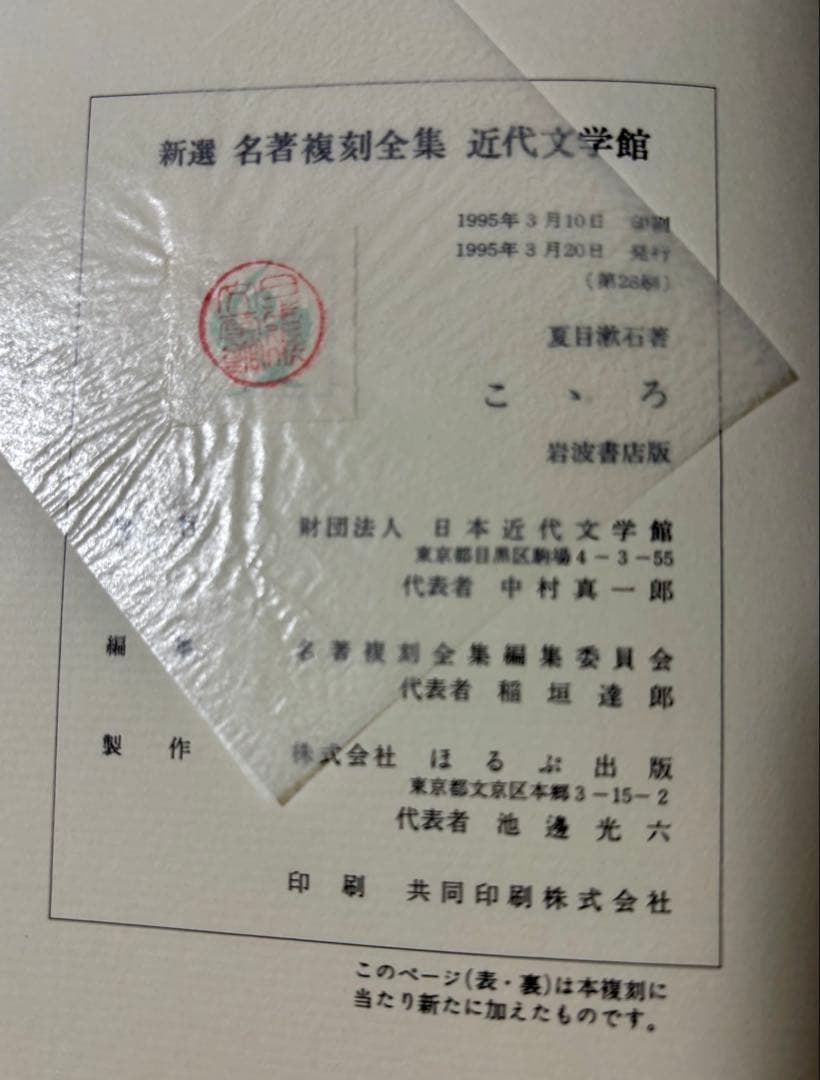 新選 名著複刻全集 近代文学館
1995年3月10日 印刷
1995年3月20日 発行
(第28刷)
夏目漱石著
こゝろ
岩波書店版
財団法人 日本近代文学館
東京都目黒区駒場4-3-55
代表者 中村真一郎
編集 名著複刻全集編集委員会
代表者 稲垣達郎
製作 株式会社 ほるぷ出版
東京都文京区本郷3-15-2
代表者 池邊光六
印刷 共同印刷株式会社
このページ(表・裏)は本複刻に
当たり新たに加えたものです。